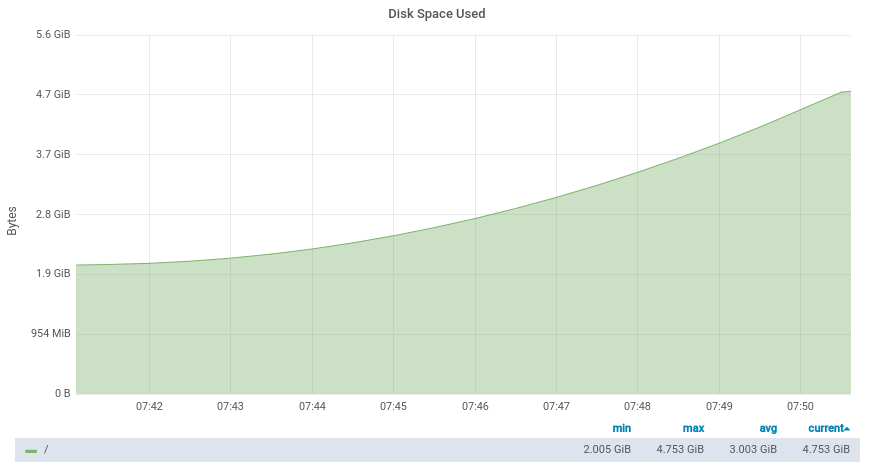 Disk Space Used
5.6 GiB
4.7 GiB
3.7 GiB
2.8 GiB
1.9 GiB
954 MiB
0 B
Bytes
07:42 07:43 07:44 07:45 07:46 07:47 07:48 07:49 07:50
min max avg current
/ 2.005 GiB 4.753 GiB 3.003 GiB 4.753 GiB